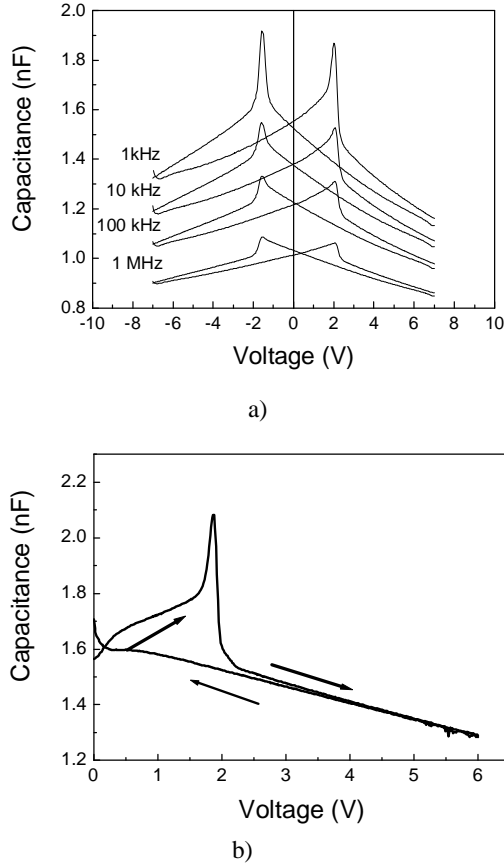 2.0
1.8
1.6
1.4
1.2
1.0
0.8
Capacitance (nF)
1kHz
10 kHz
100 kHz
1 MHz
-10 -8 -6 -4 -2 0 2 4 6 8 10
Voltage (V)
a)
2.2
2.0
1.8
1.6
1.4
1.2
Capacitance (nF)
0 1 2 3 4 5 6
Voltage (V)
b)